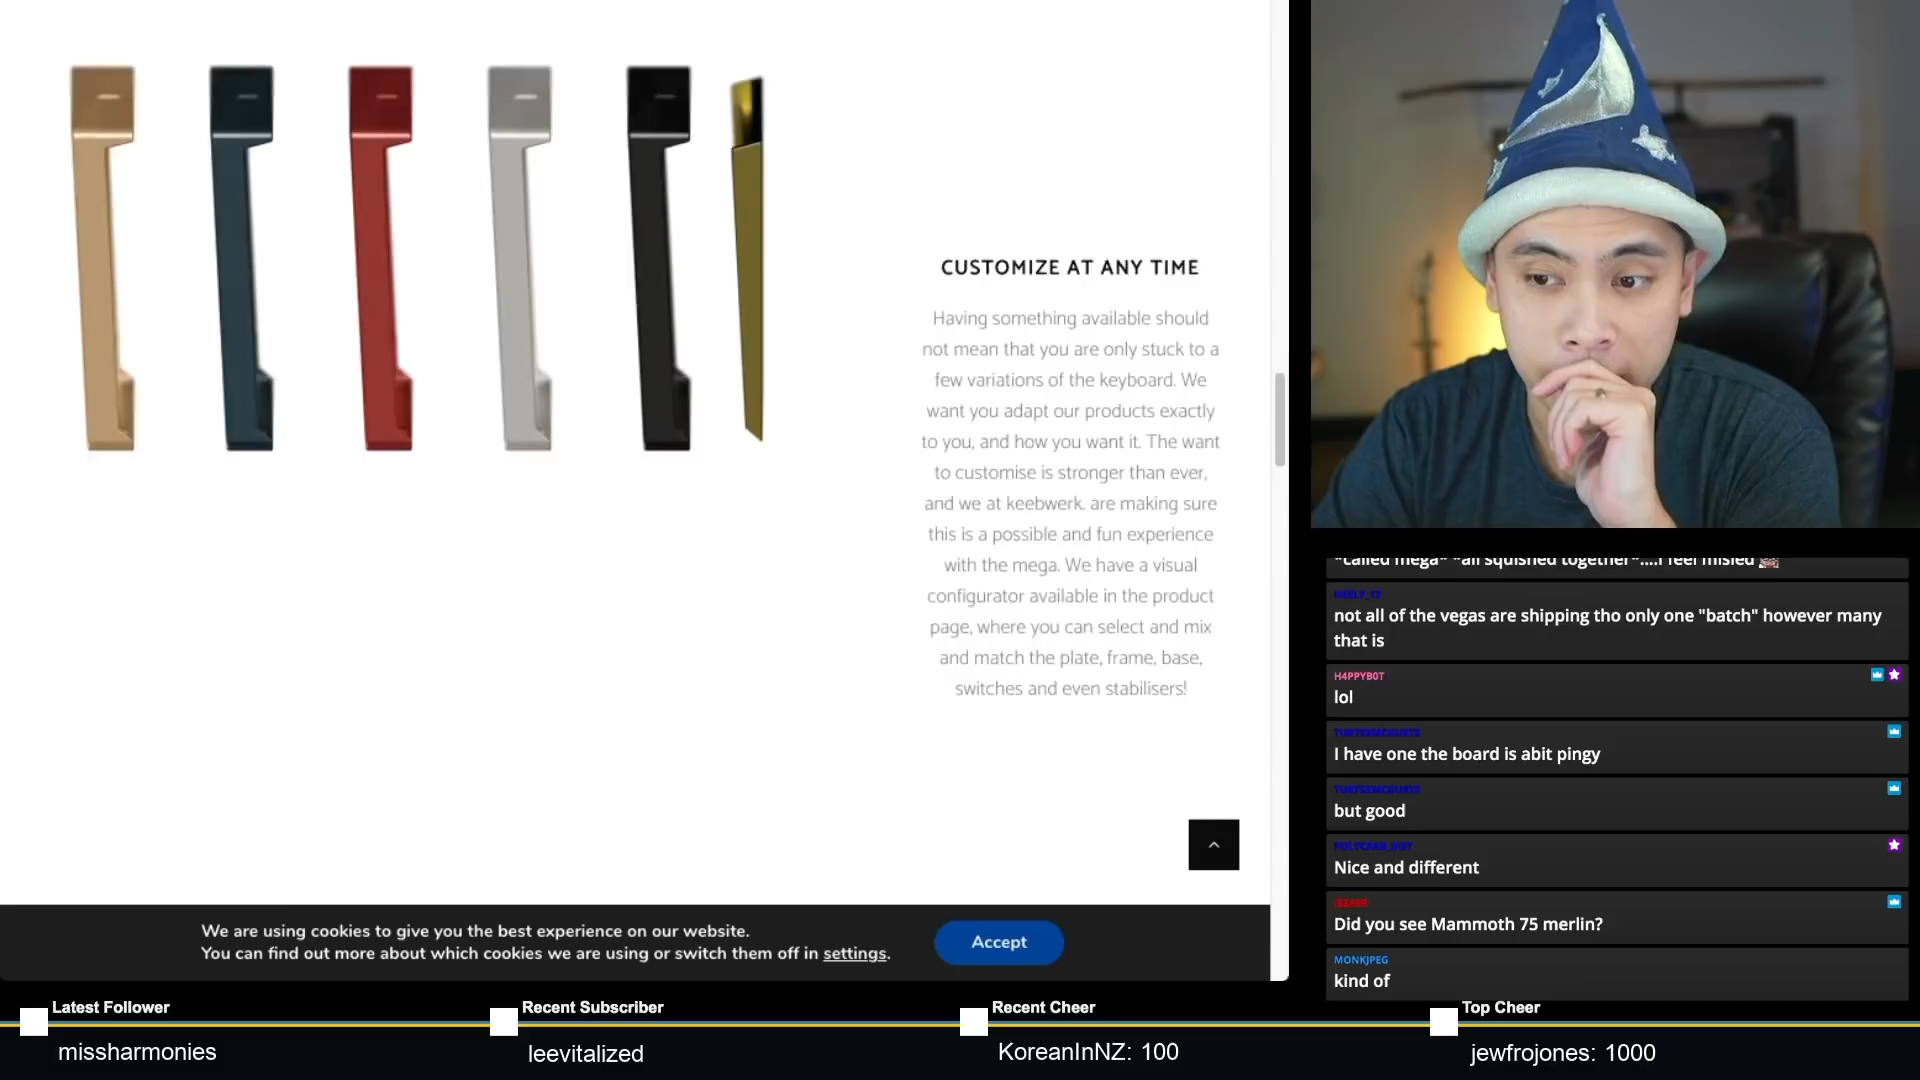 CUSTOMIZE AT ANY TIME
Having something available should
not mean that you are only stuck to a
few variations of the keyboard. We
want you adapt our products exactly
to you, and how you want it. The want
to customise is stronger than ever,
and we at keebwerk. are making sure
this is a possible and fun experience
with the mega. We have a visual
configurator available in the product
page, where you can select and mix
and match the plate, frame, base,
switches and even stabilisers!
We are using cookies to give you the best experience on our website.
You can find out more about which cookies we are using or switch them off in settings.
Accept
*called mega* *all squished together*....I feel misled
not all of the vegas are shipping tho only one "batch" however many
that is
H4PPYB0T
lol
I have one the board is abit pingy
but good
Nice and different
Did you see Mammoth 75 merlin?
MONKJPEG
kind of
Latest Follower
missharmonies
Recent Subscriber
leevitalized
Recent Cheer
KoreanInNZ: 100
Top Cheer
jewfrojones: 1000